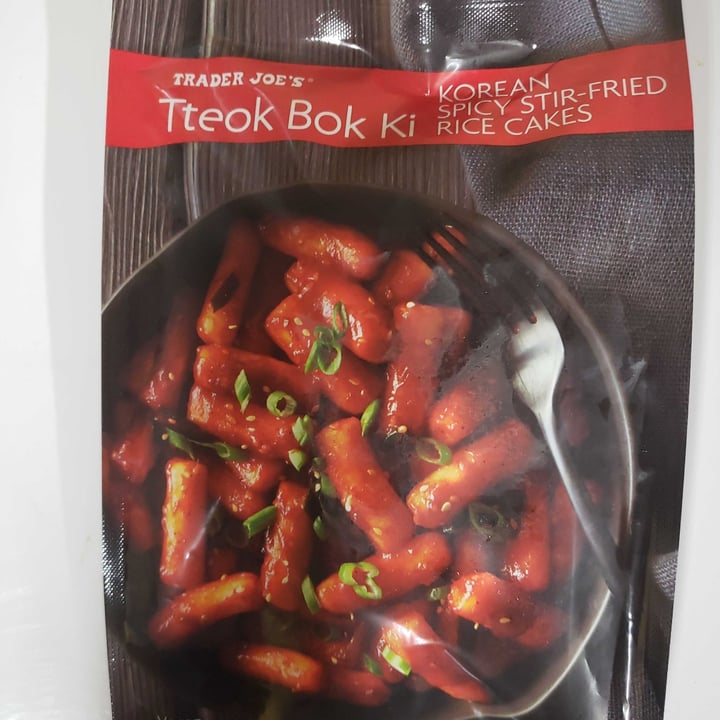 TRADER JOE'S®
Tteok Bok Ki
KOREAN
SPICY STIR-FRIED
RICE CAKES